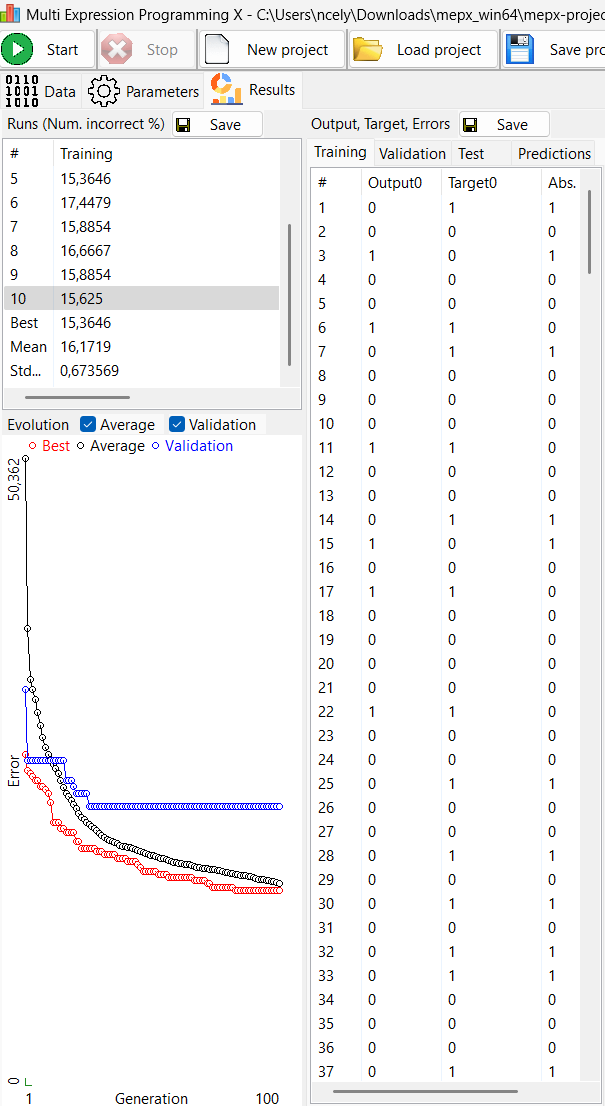 Multi Expression Programming X - C:\Users\ncely\Downloads\mepx_win64\mepx-projec
Start Stop New project Load project Save pro
0110 1001 1010 Data Parameters Results
Runs (Num. incorrect %) Save
# Training
5 15,3646
6 17,4479
7 15,8854
8 16,6667
9 15,8854
10 15,625
Best 15,3646
Mean 16,1719
Std... 0,673569
Evolution Average Validation
Best Average Validation
50,362
Error
0
1 Generation 100
Output, Target, Errors Save
Training Validation Test Predictions
# Output0 Target0 Abs.
1 0 1 1
2 0 0 0
3 1 0 1
4 0 0 0
5 0 0 0
6 1 1 0
7 0 1 1
8 0 0 0
9 0 0 0
10 0 0 0
11 1 1 0
12 0 0 0
13 0 0 0
14 0 1 1
15 1 0 1
16 0 0 0
17 1 1 0
18 0 0 0
19 0 0 0
20 0 0 0
21 0 0 0
22 1 1 0
23 0 0 0
24 0 0 0
25 0 1 1
26 0 0 0
27 0 0 0
28 0 1 1
29 0 0 0
30 0 1 1
31 0 0 0
32 0 1 1
33 0 1 1
34 0 0 0
35 0 0 0
36 0 0 0
37 0 1 1